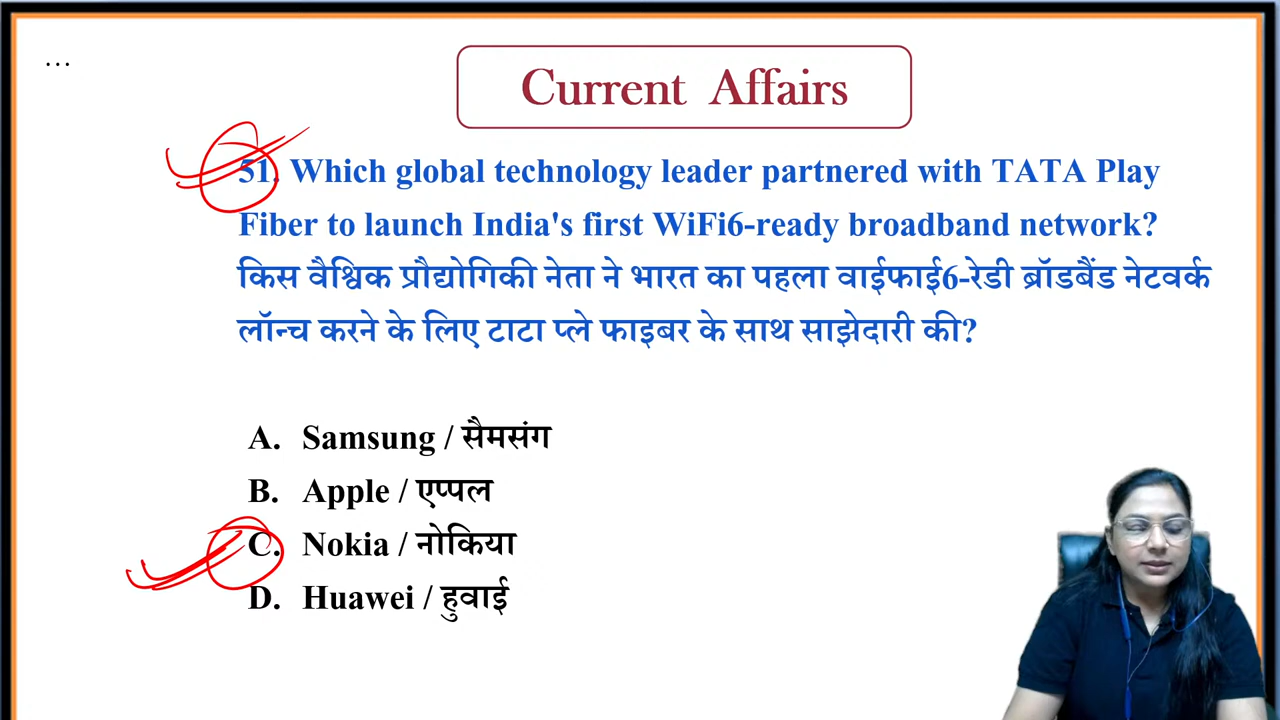 ...
Current Affairs
51. Which global technology leader partnered with TATA Play
Fiber to launch India's first WiFi6-ready broadband network?
किस वैश्विक प्रौद्योगिकी नेता ने भारत का पहला वाईफाई6-रेडी ब्रॉडबैंड नेटवर्क
लॉन्च करने के लिए टाटा प्ले फाइबर के साथ साझेदारी की?
A. Samsung / सैमसंग
B. Apple / एप्पल
C. Nokia / नोकिया
D. Huawei / हुवाई